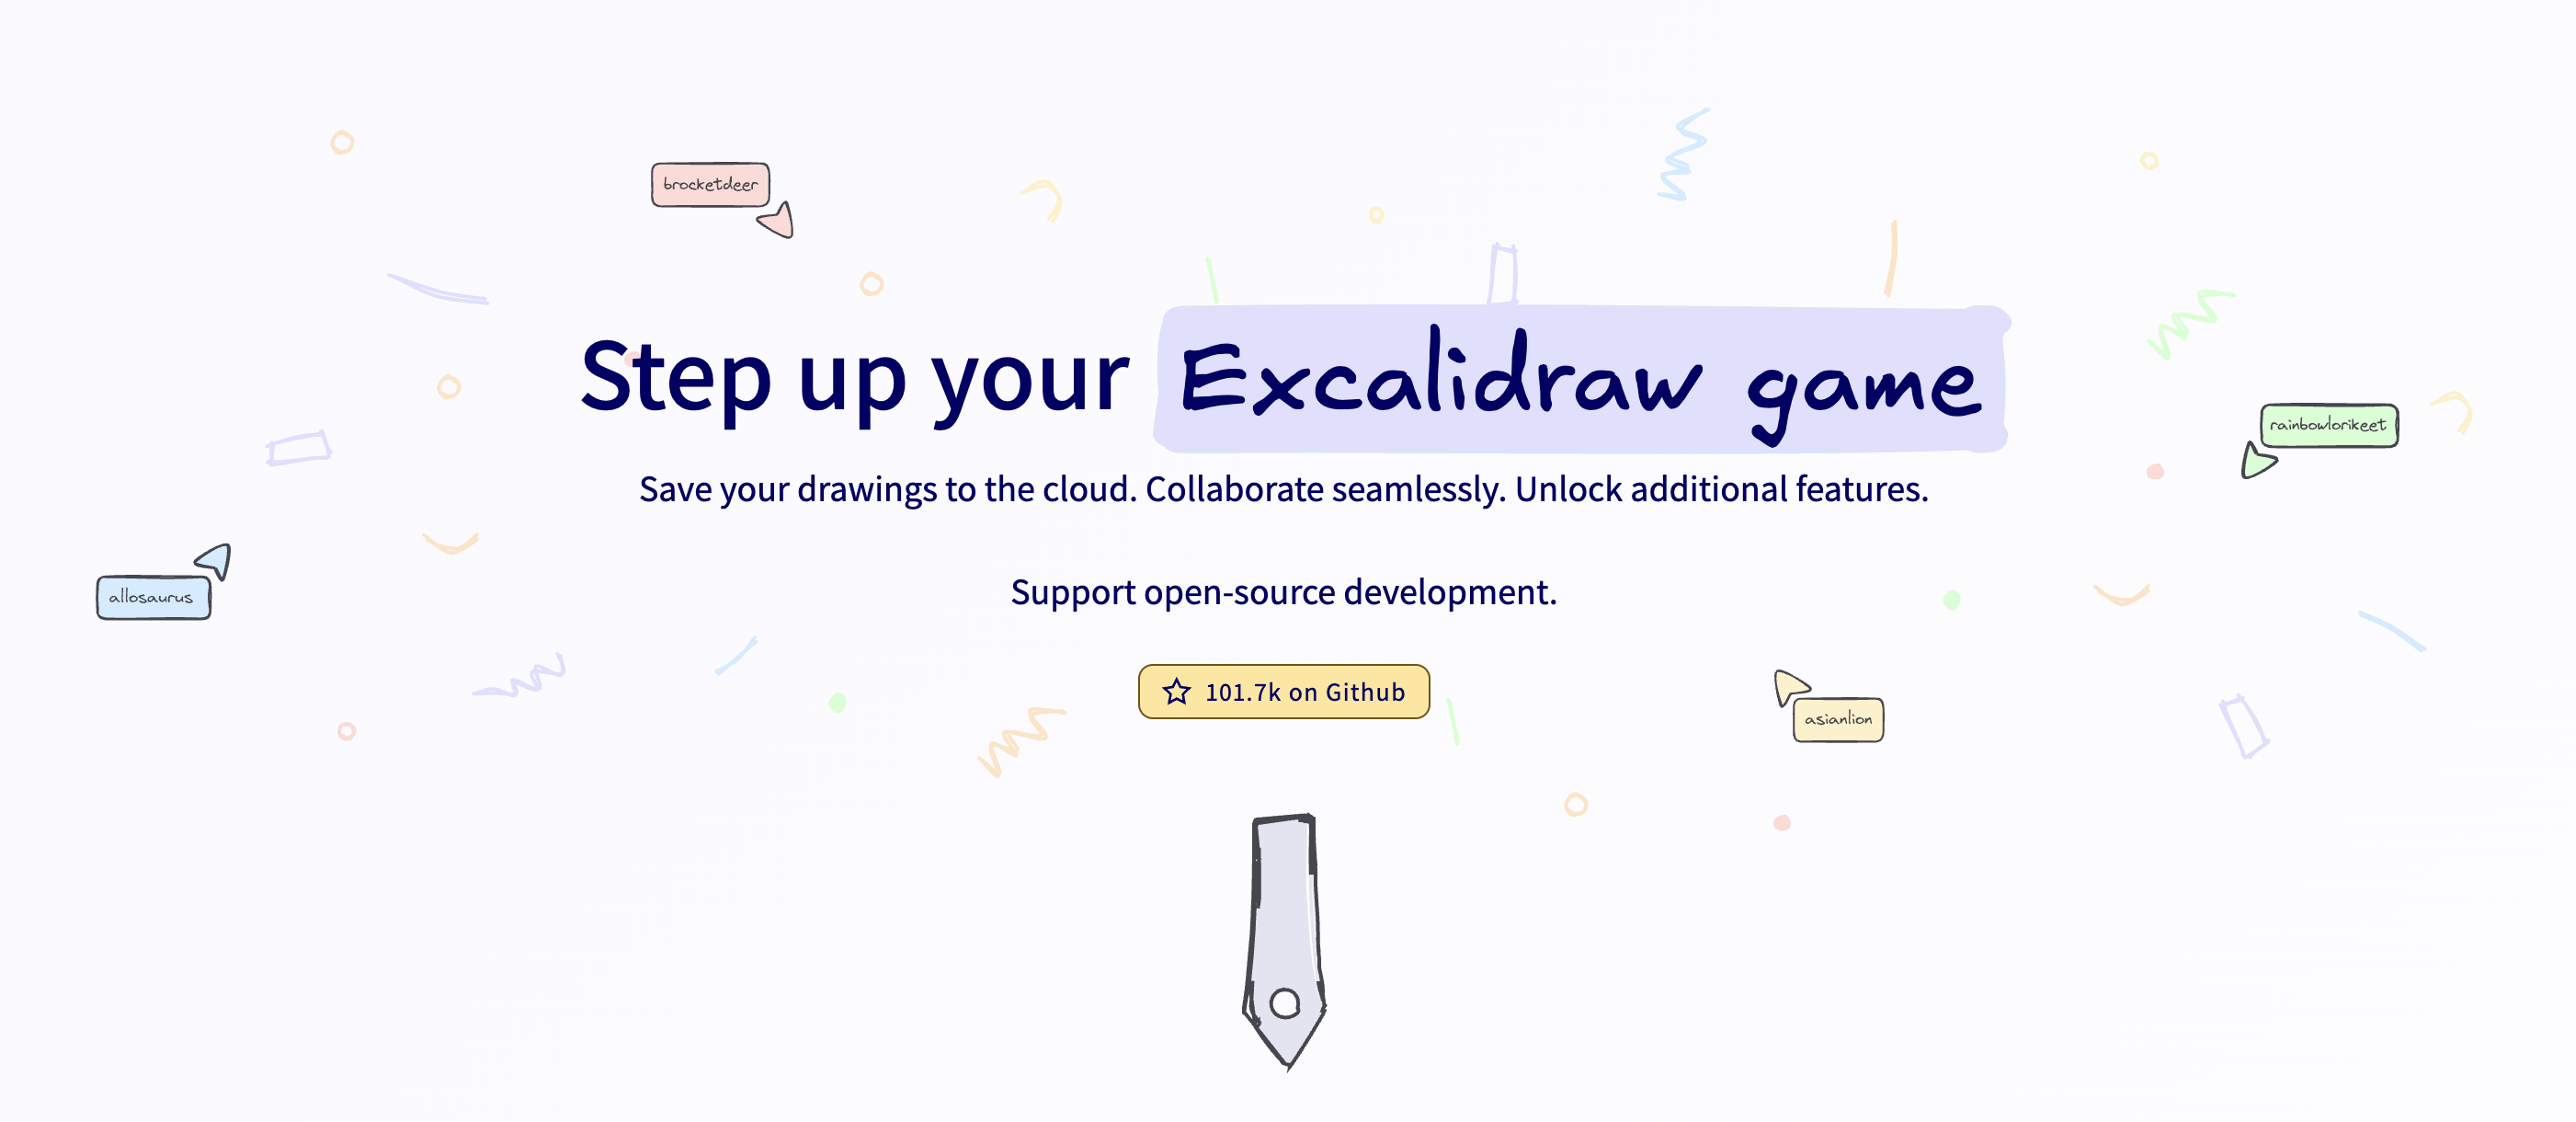 brocketdeer
Step up your Excalidraw game
rainbowlorikeet
Save your drawings to the cloud. Collaborate seamlessly. Unlock additional features.
allosaurus
Support open-source development.
101.7k on Github
asianlion